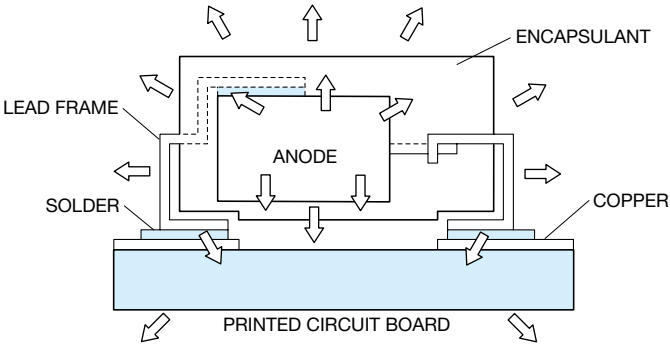 ENCAPSULANT
LEAD FRAME
ANODE
SOLDER
COPPER
PRINTED CIRCUIT BOARD